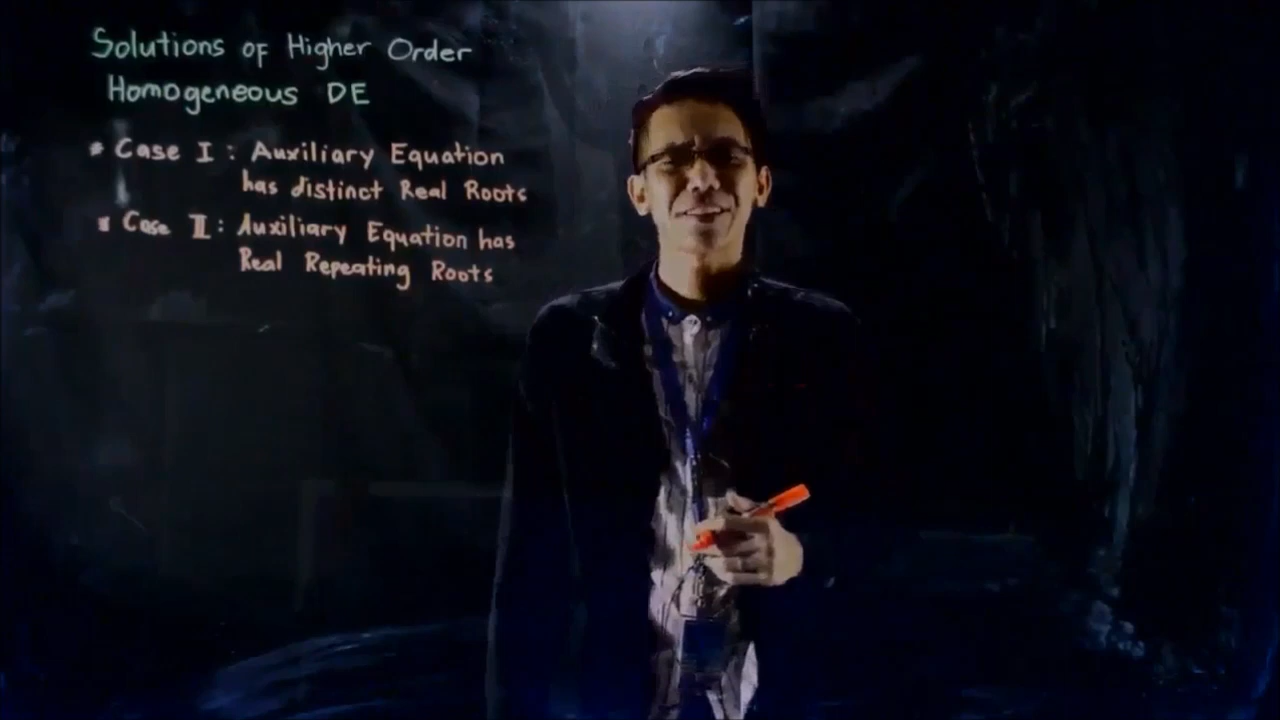 Solutions of Higher Order
Homogeneous DE
* Case I : Auxiliary Equation
has distinct Real Roots
* Case II : Auxiliary Equation has
Real Repeating Roots